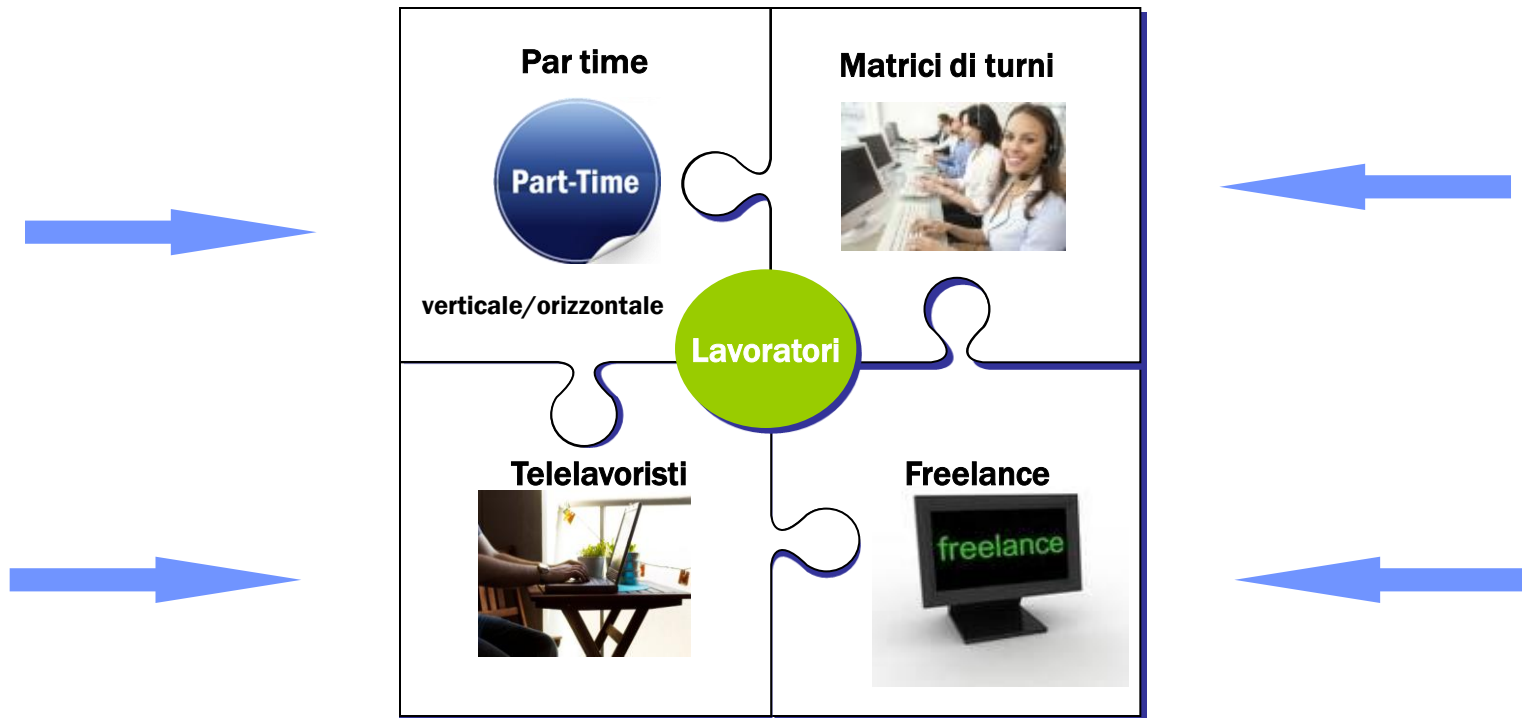 Par time
Matrici di turni
Part-Time
verticale/orizzontale
Lavoratori
Telelavoristi
Freelance
freelance